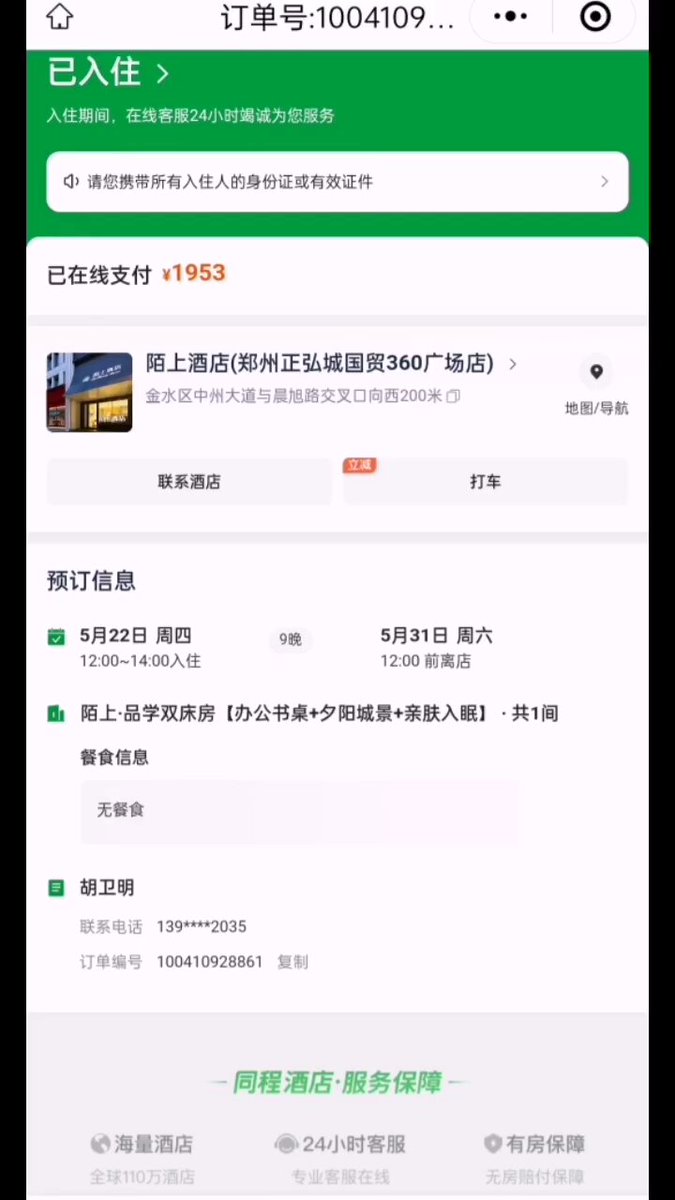 订单号:1004109...
已入住
入住期间，在线客服24小时竭诚为您服务
请您携带所有入住人的身份证或有效证件
已在线支付 ¥1953
陌上酒店(郑州正弘城国贸360广场店)
金水区中州大道与晨旭路交叉口向西200米
地图/导航
联系酒店
立减
打车
预订信息
5月22日 周四
9晚
5月31日 周六
12:00~14:00入住
12:00 前离店
陌上·品学双床房【办公书桌+夕阳城景+亲肤入眠】 · 共1间
餐食信息
无餐食
胡卫明
联系电话 139****2035
订单编号 100410928861 复制
同程酒店·服务保障
海量酒店 24小时客服 有房保障
全球110万酒店 专业客服在线 无房赔付保障